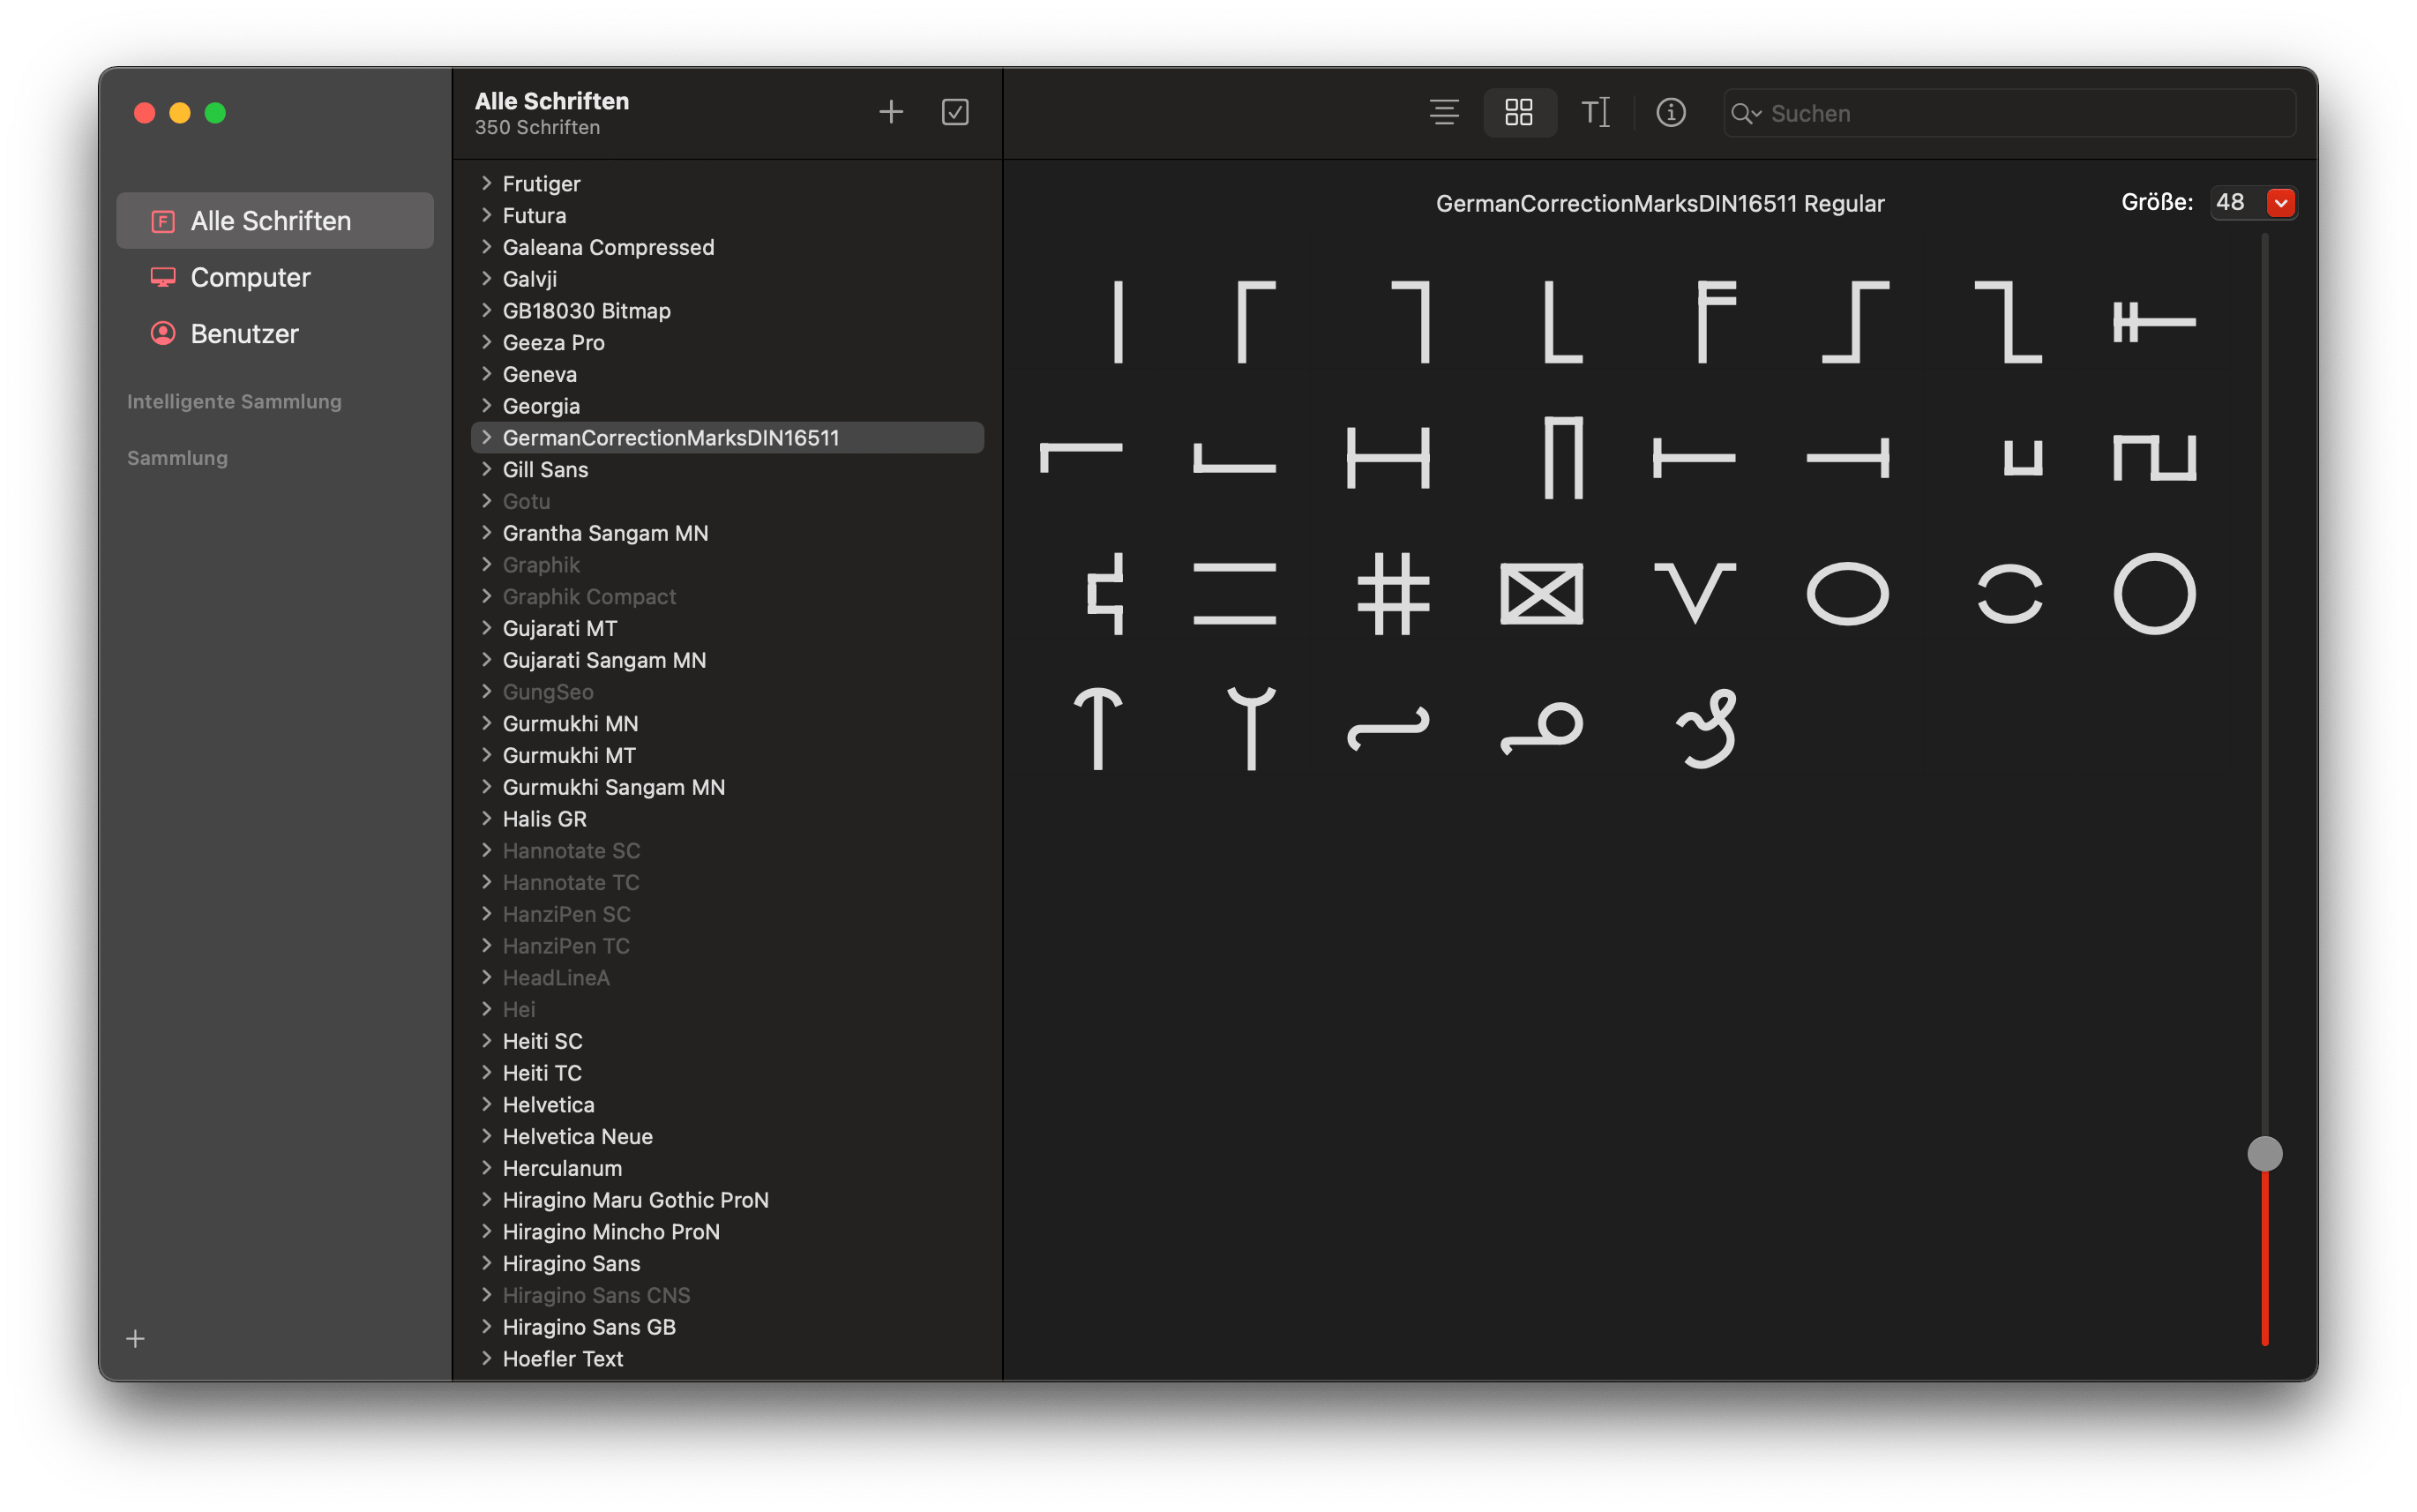 Alle Schriften
Computer
Benutzer
Intelligente Sammlung
Sammlung
Alle Schriften
350 Schriften
Frutiger
Futura
Galeana Compressed
Galvji
GB18030 Bitmap
Geeza Pro
Geneva
Georgia
GermanCorrectionMarksDIN16511
Gill Sans
Gotu
Grantha Sangam MN
Graphik
Graphik Compact
Gujarati MT
Gujarati Sangam MN
GungSeo
Gurmukhi MN
Gurmukhi MT
Gurmukhi Sangam MN
Halis GR
Hannotate SC
Hannotate TC
HanziPen SC
HanziPen TC
HeadLineA
Hei
Heiti SC
Heiti TC
Helvetica
Helvetica Neue
Herculanum
Hiragino Maru Gothic ProN
Hiragino Mincho ProN
Hiragino Sans
Hiragino Sans CNS
Hiragino Sans GB
Hoefler Text
Suchen
GermanCorrectionMarksDIN16511 Regular
Größe: 48